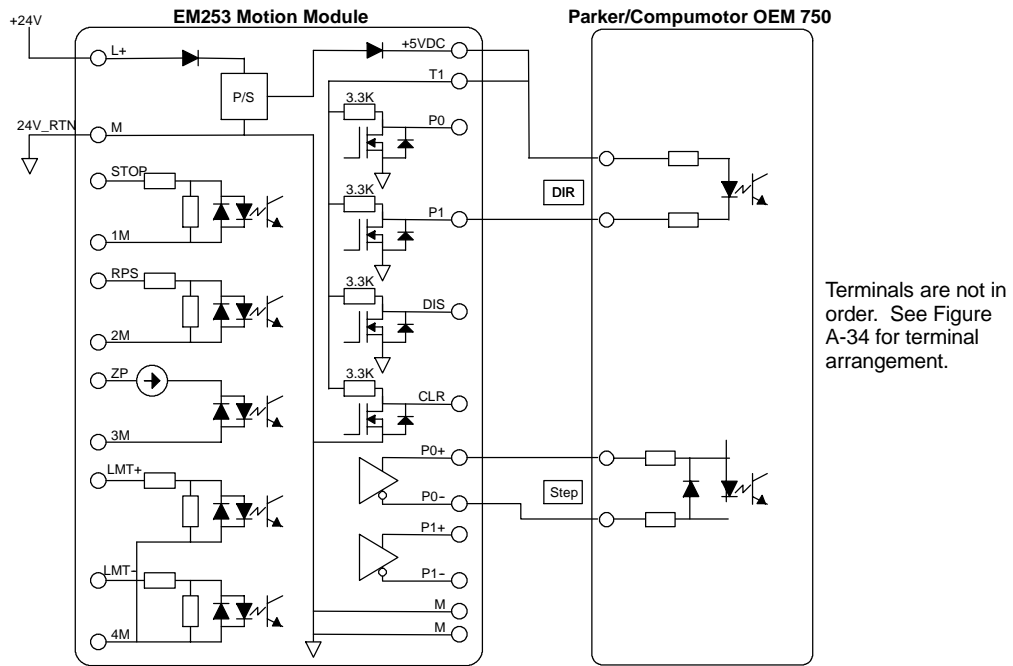 EM253 Motion Module
Parker/Compumotor OEM 750
+24V
L+
P/S
24V_RTN
M
STOP
1M
RPS
2M
ZP
3M
LMT+
LMT-
4M
+5VDC
T1
3.3K
P0
3.3K
P1
3.3K
DIS
3.3K
CLR
P0+
P0-
P1+
P1-
M
M
DIR
Step
Terminals are not in
order. See Figure
A-34 for terminal
arrangement.